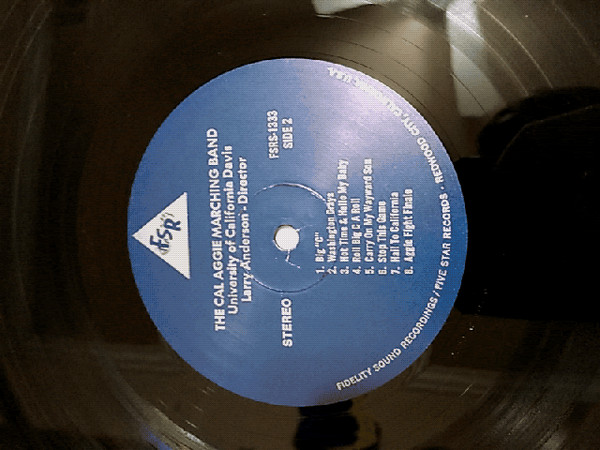 FSR
THE CAL AGGIE MARCHING BAND
University of California Davis
Larry Anderson - Director
STEREO
FSRS-1333
SIDE 2
1. Big "C"
2. Washington Grays
3. Hot Time & Hello My Baby
4. Roll Big C A Roll
5. Carry On My Wayward Son
6. Stop This Game
7. Hail To California
8. Aggie Fight Finale
FIDELITY SOUND RECORDINGS / FIVE STAR RECORDS - REDWOOD CITY, CALIFORNIA, U.S.A.